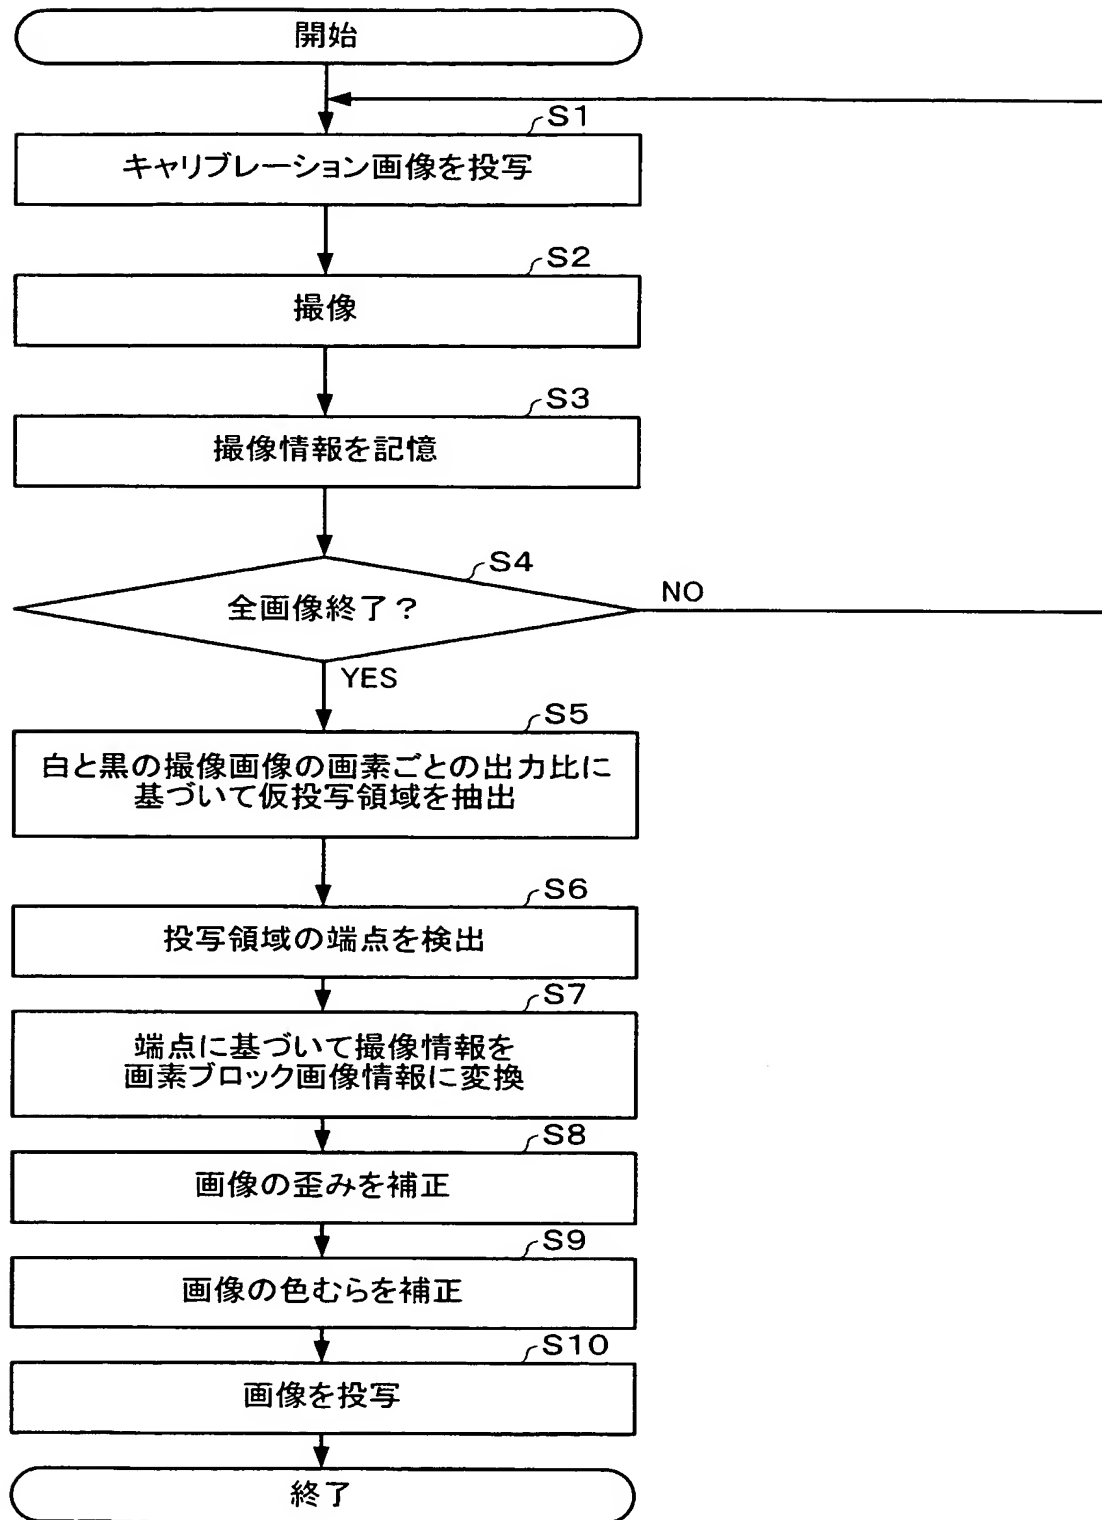 開始
S1
キャリブレーション画像を投写
S2
撮像
S3
撮像情報を記憶
S4
全画像終了?
NO
YES
S5
白と黒の撮像画像の画素ごとの出力比に
基づいて仮投写領域を抽出
S6
投写領域の端点を検出
S7
端点に基づいて撮像情報を
画素ブロック画像情報に変換
S8
画像の歪みを補正
S9
画像の色むらを補正
S10
画像を投写
終了